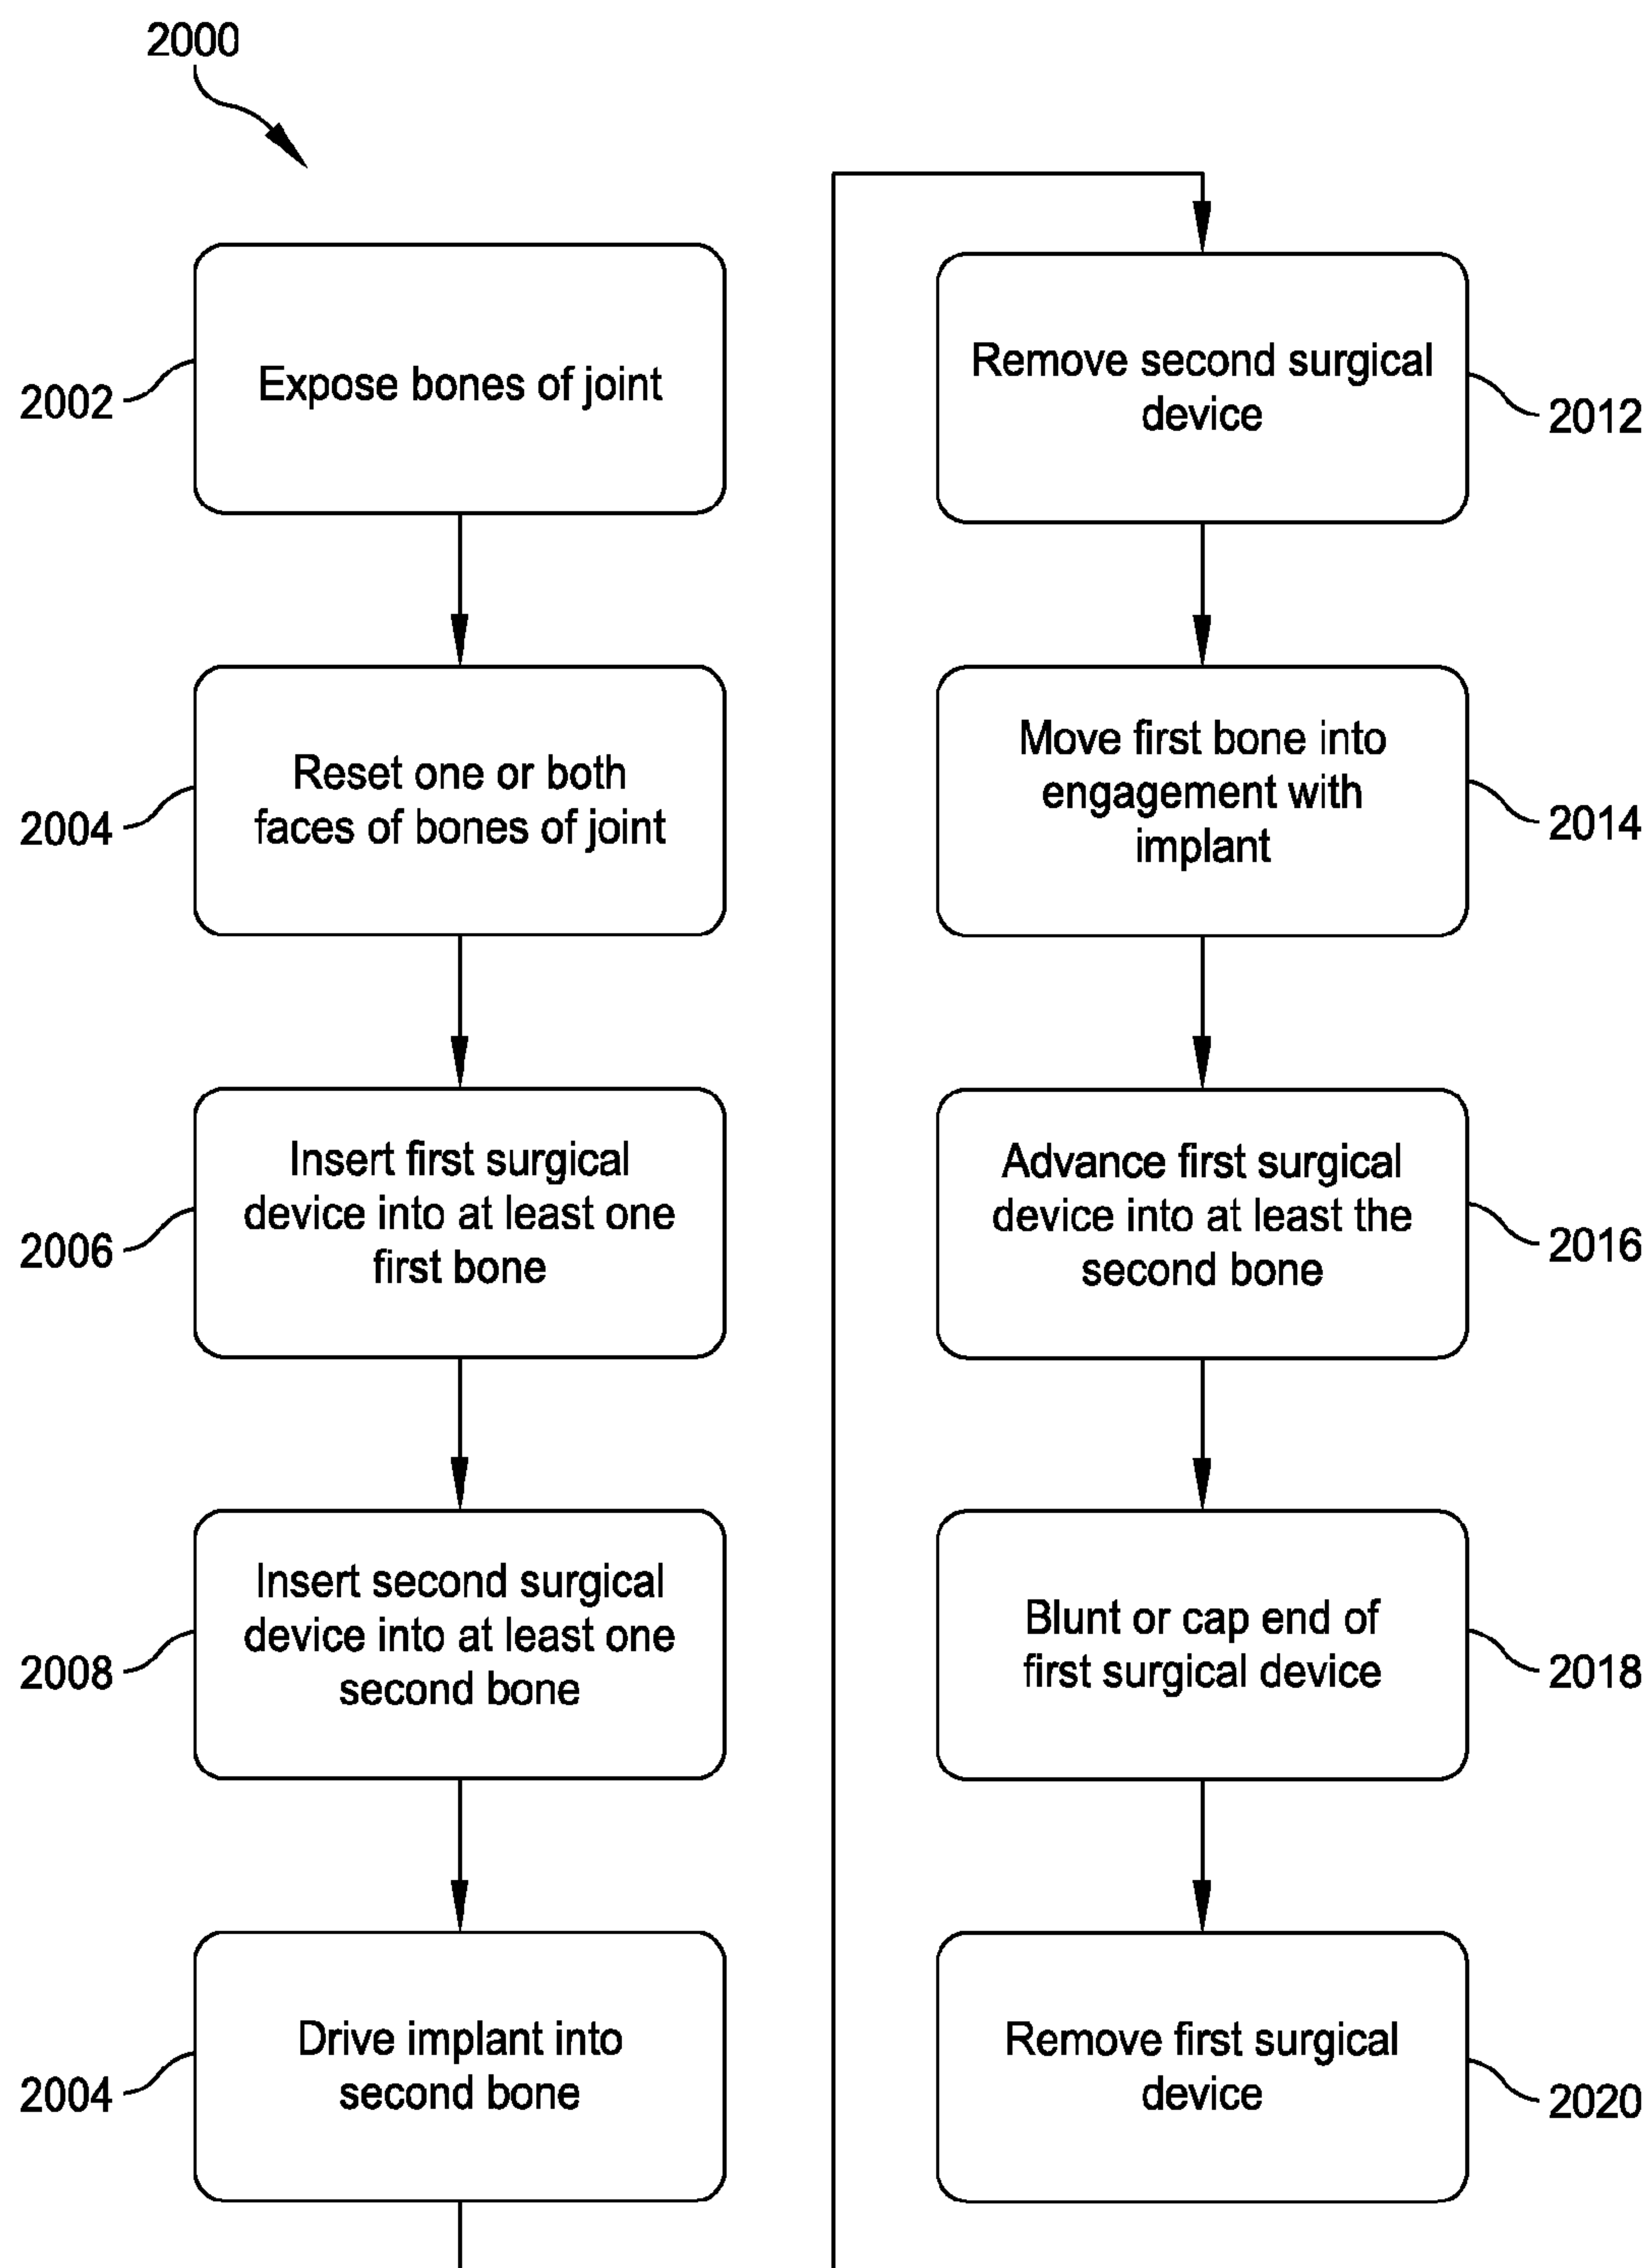 2000
Expose bones of joint
2002
Reset one or both
faces of bones of joint
2004
Insert first surgical
device into at least one
first bone
2006
Insert second surgical
device into at least one
second bone
2008
Drive implant into
second bone
2004
Remove second surgical
device
2012
Move first bone into
engagement with
implant
2014
Advance first surgical
device into at least the
second bone
2016
Blunt or cap end of
first surgical device
2018
Remove first surgical
device
2020